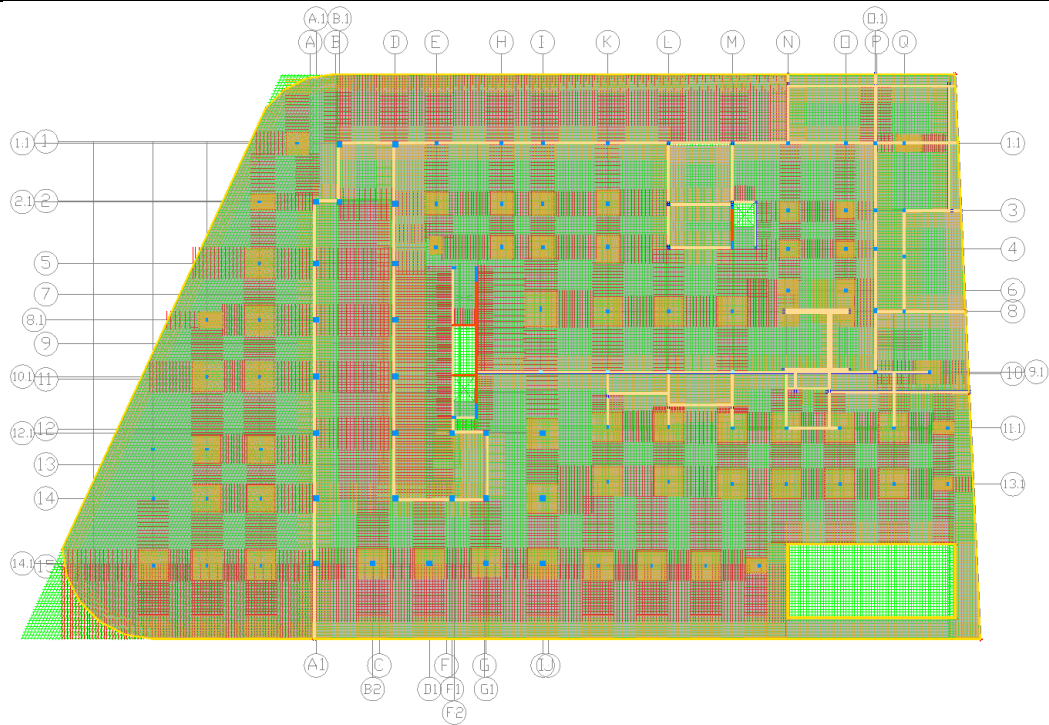 A.1 B.1 0.1
A B D E H I K L M N O P Q
1.1 1 1.1
2.1 2 3
5 4
7 6
8.1 8
9
10.1 11 10 9.1
12.1 12 11.1
13
14 13.1
14.1 15
A1 C F G I J
B2 D1 F1 G1
F2